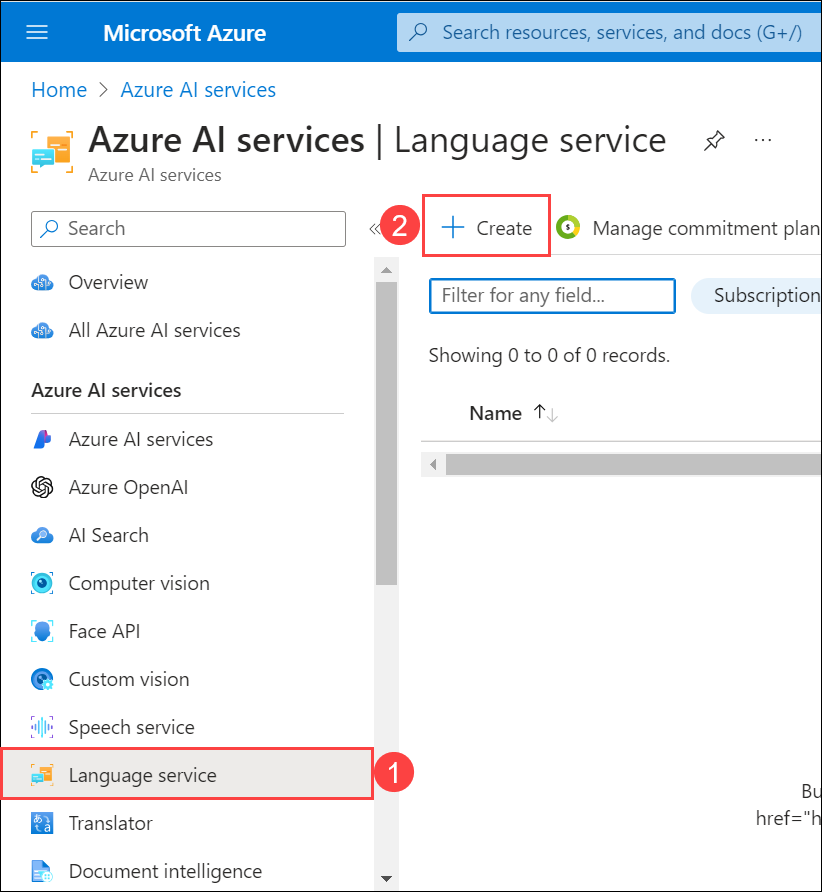 Microsoft Azure
Search resources, services, and docs (G+/)
Home > Azure AI services
Azure AI services | Language service
...
Azure AI services
Search
«
2
+ Create
Manage commitment plan
Overview
Filter for any field...
Subscription
All Azure AI services
Showing 0 to 0 of 0 records.
Azure AI services
Name ↑↓
Azure AI services
Azure OpenAI
AI Search
Computer vision
Face API
Custom vision
Speech service
Language service
1
Bu
href="h
Translator
Document intelligence